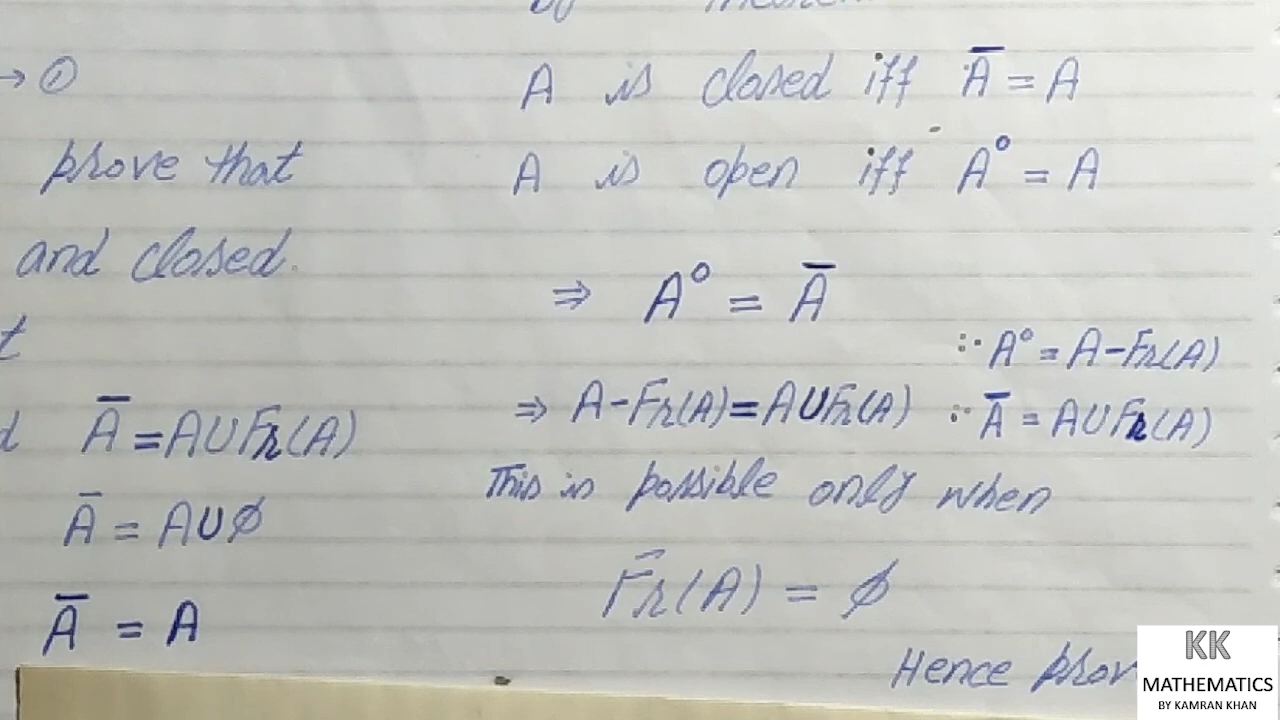 → ①
prove that
and closed.
t
d Ā = A∪Fr(A)
Ā = A∪ϕ
Ā = A
A is closed iff Ā = A
A is open iff A° = A
⇒ A° = Ā
∵ A° = A-Fr(A)
⇒ A-Fr(A) = A∪Fr(A) ∵ Ā = A∪Fr(A)
This is possible only when
Fr(A) = ϕ
Hence prov
KK
MATHEMATICS
BY KAMRAN KHAN